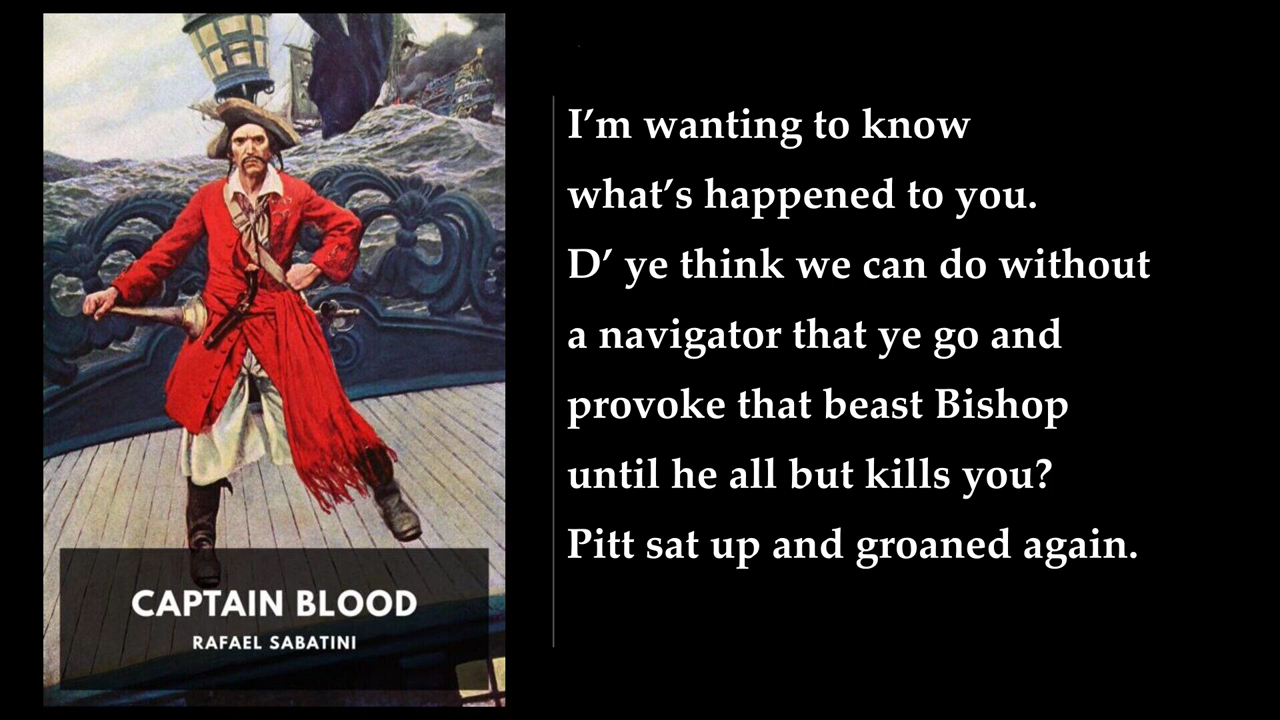 CAPTAIN BLOOD
RAFAEL SABATINI
I’m wanting to know
what’s happened to you.
D’ ye think we can do without
a navigator that ye go and
provoke that beast Bishop
until he all but kills you?
Pitt sat up and groaned again.